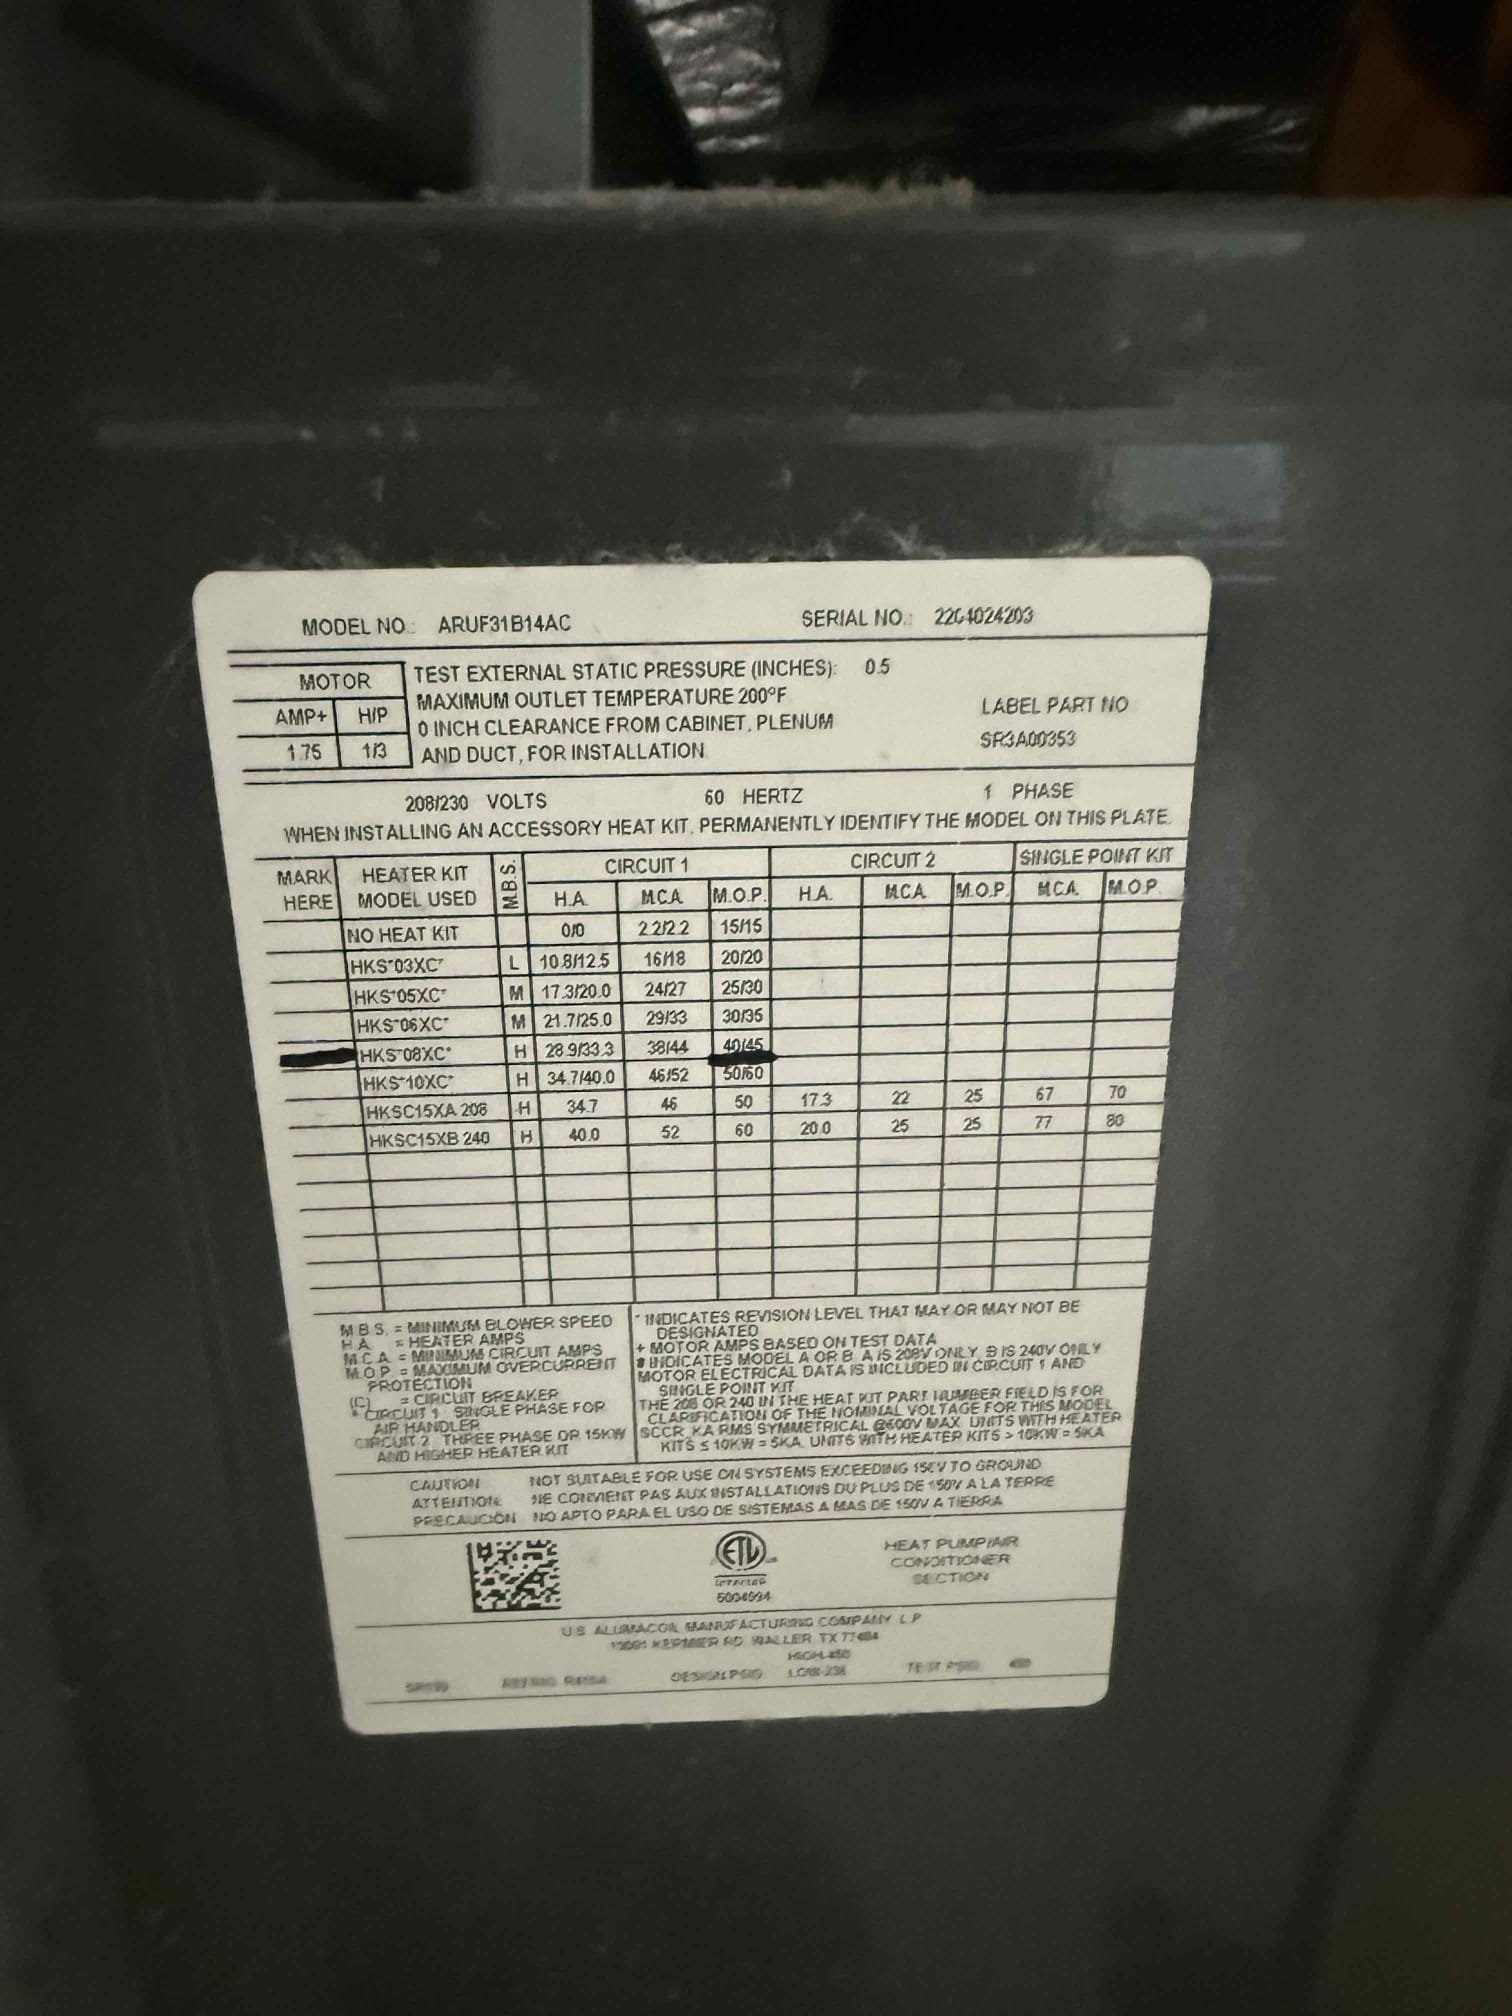 MODEL NO.: ARUF31B14AC SERIAL NO.:
MOTOR
AMP+ H/P
1.75 1/3
TEST EXTERNAL STATIC PRESSURE (INCHES): 0.5
MAXIMUM OUTLET TEMPERATURE 200°F
0 INCH CLEARANCE FROM CABINET, PLENUM
AND DUCT, FOR INSTALLATION
LABEL PART NO
SR3A00353
208/230 VOLTS 60 HERTZ 1 PHASE
WHEN INSTALLING AN ACCESSORY HEAT KIT, PERMANENTLY IDENTIFY THE MODEL ON THIS PLATE.
MARK HERE HEATER KIT MODEL USED M.B.S. CIRCUIT 1 CIRCUIT 2 SINGLE POINT KIT
H.A. M.C.A. M.O.P. H.A. M.C.A. M.O.P. M.C.A. M.O.P.
NO HEAT KIT 0/0 2.2/2.2 15/15
HKS*03XC* L 10.8/12.5 16/18 20/20
HKS*05XC* M 17.3/20.0 24/27 25/30
HKS*06XC* M 21.7/25.0 29/33 30/35
HKS*08XC* H 28.9/33.3 38/44 40/45
HKS*10XC* H 34.7/40.0 46/52 50/60
HKSC15XA 208 H 34.7 46 50 17.3 22 25 67 70
HKSC15XB 240 H 40.0 52 60 20.0 25 25 77 80
M.B.S. = MINIMUM BLOWER SPEED
H.A. = HEATER AMPS
M.C.A. = MINIMUM CIRCUIT AMPS
M.O.P. = MAXIMUM OVERCURRENT
PROTECTION
(C) = CIRCUIT BREAKER
* CIRCUIT 1: SINGLE PHASE FOR
AIR HANDLER
CIRCUIT 2: THREE PHASE OR 15KW
AND HIGHER HEATER KIT
* INDICATES REVISION LEVEL THAT MAY OR MAY NOT BE
DESIGNATED
+ MOTOR AMPS BASED ON TEST DATA
# INDICATES MODEL A OR B. A IS 208V ONLY, B IS 240V ONLY
MOTOR ELECTRICAL DATA IS INCLUDED IN CIRCUIT 1 AND
SINGLE POINT KIT
THE 208 OR 240 IN THE HEAT KIT PART NUMBER FIELD IS FOR
CLARIFICATION OF THE NOMINAL VOLTAGE FOR THIS MODEL
SCCR KA RMS SYMMETRICAL @600V MAX. UNITS WITH HEATER
KITS ≤ 10KW = 5KA. UNITS WITH HEATER KITS > 10KW = 5KA
CAUTION: NOT SUITABLE FOR USE ON SYSTEMS EXCEEDING 150V TO GROUND
ATTENTION: NE CONVIENT PAS AUX INSTALLATIONS DU PLUS DE 150V A LA TERRE
PRECAUCIÓN NO APTO PARA EL USO DE SISTEMAS A MAS DE 150V A TIERRA
ETL
Intertek
5004994
HEAT PUMP/AIR
CONDITIONER
SECTION
U.S. ALUMACOIL MANUFACTURING COMPANY L.P.
KERMIER RD WALLER TX 77484
DESIGN PSIG TEST PSIG